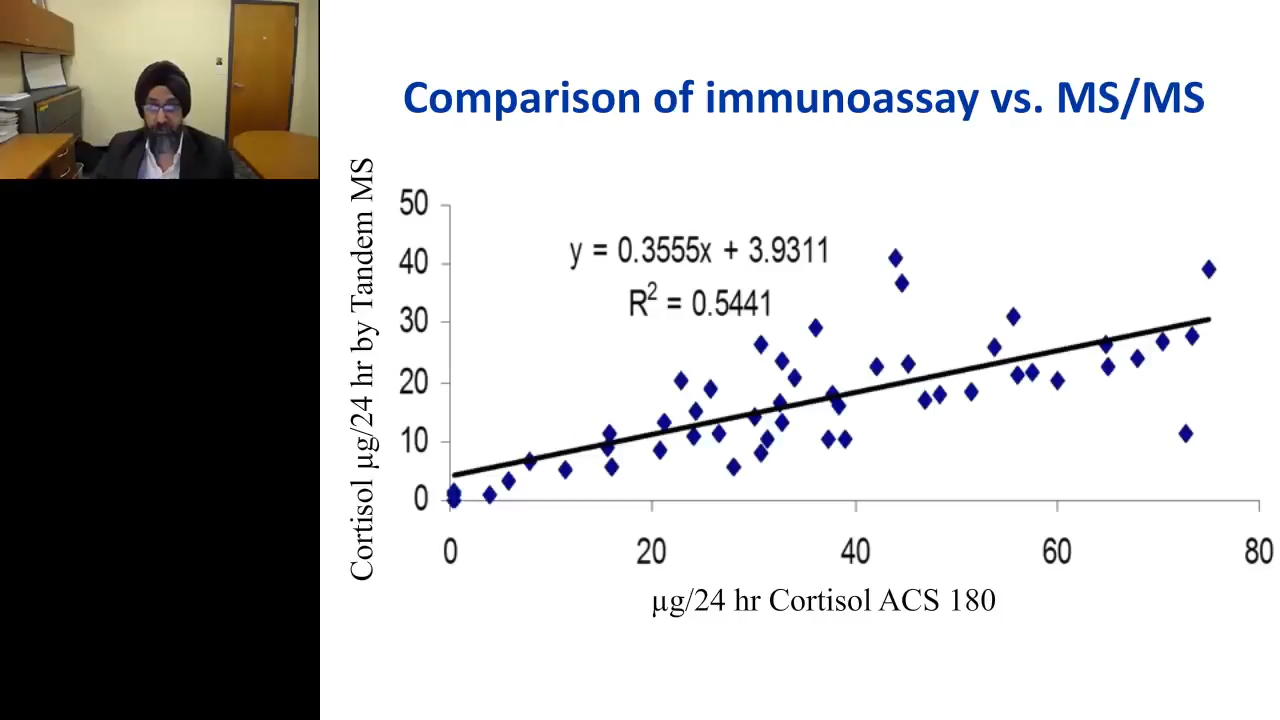 Comparison of immunoassay vs. MS/MS
Cortisol µg/24 hr by Tandem MS
50
40
30
20
10
0
y = 0.3555x + 3.9311
R² = 0.5441
0 20 40 60 80
µg/24 hr Cortisol ACS 180